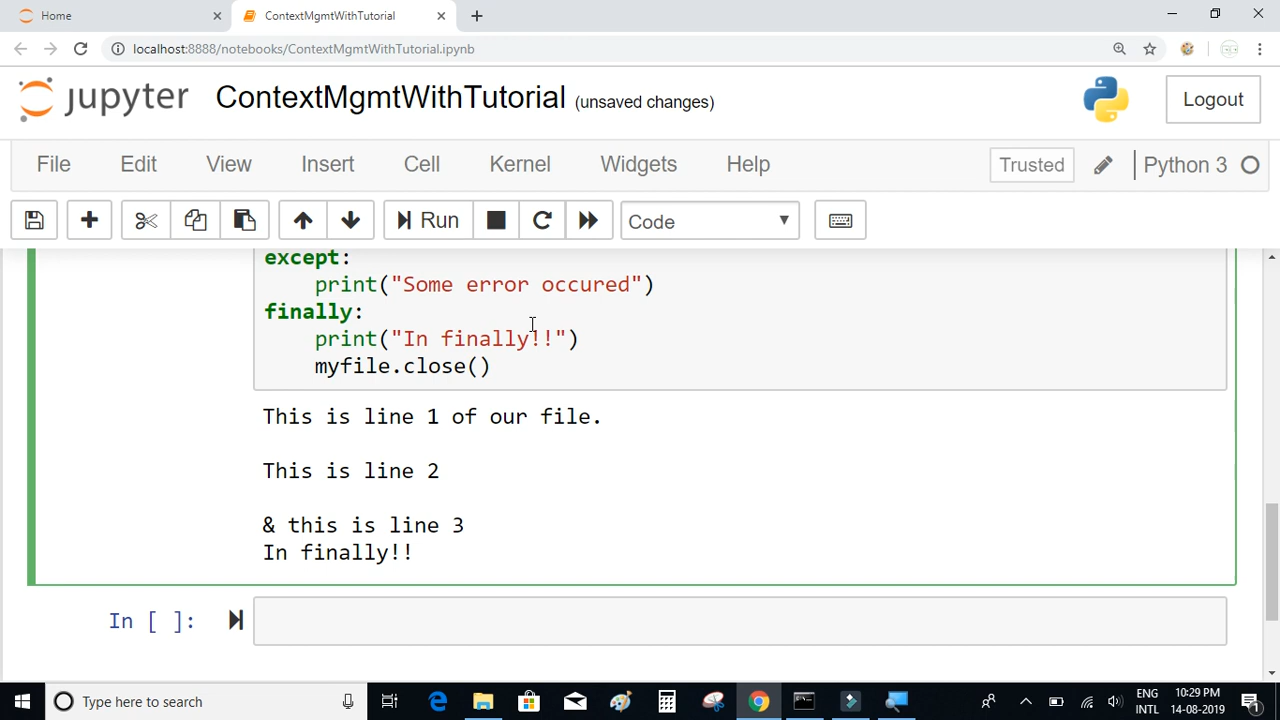 Home
ContextMgmtWithTutorial
localhost:8888/notebooks/ContextMgmtWithTutorial.ipynb
jupyter ContextMgmtWithTutorial (unsaved changes)
Logout
File Edit View Insert Cell Kernel Widgets Help
Trusted Python 3
Run Code
except:
print("Some error occured")
finally:
print("In finally!!")
myfile.close()
This is line 1 of our file.
This is line 2
& this is line 3
In finally!!
In [ ]:
Type here to search
ENG
INTL
10:29 PM
14-08-2019
1